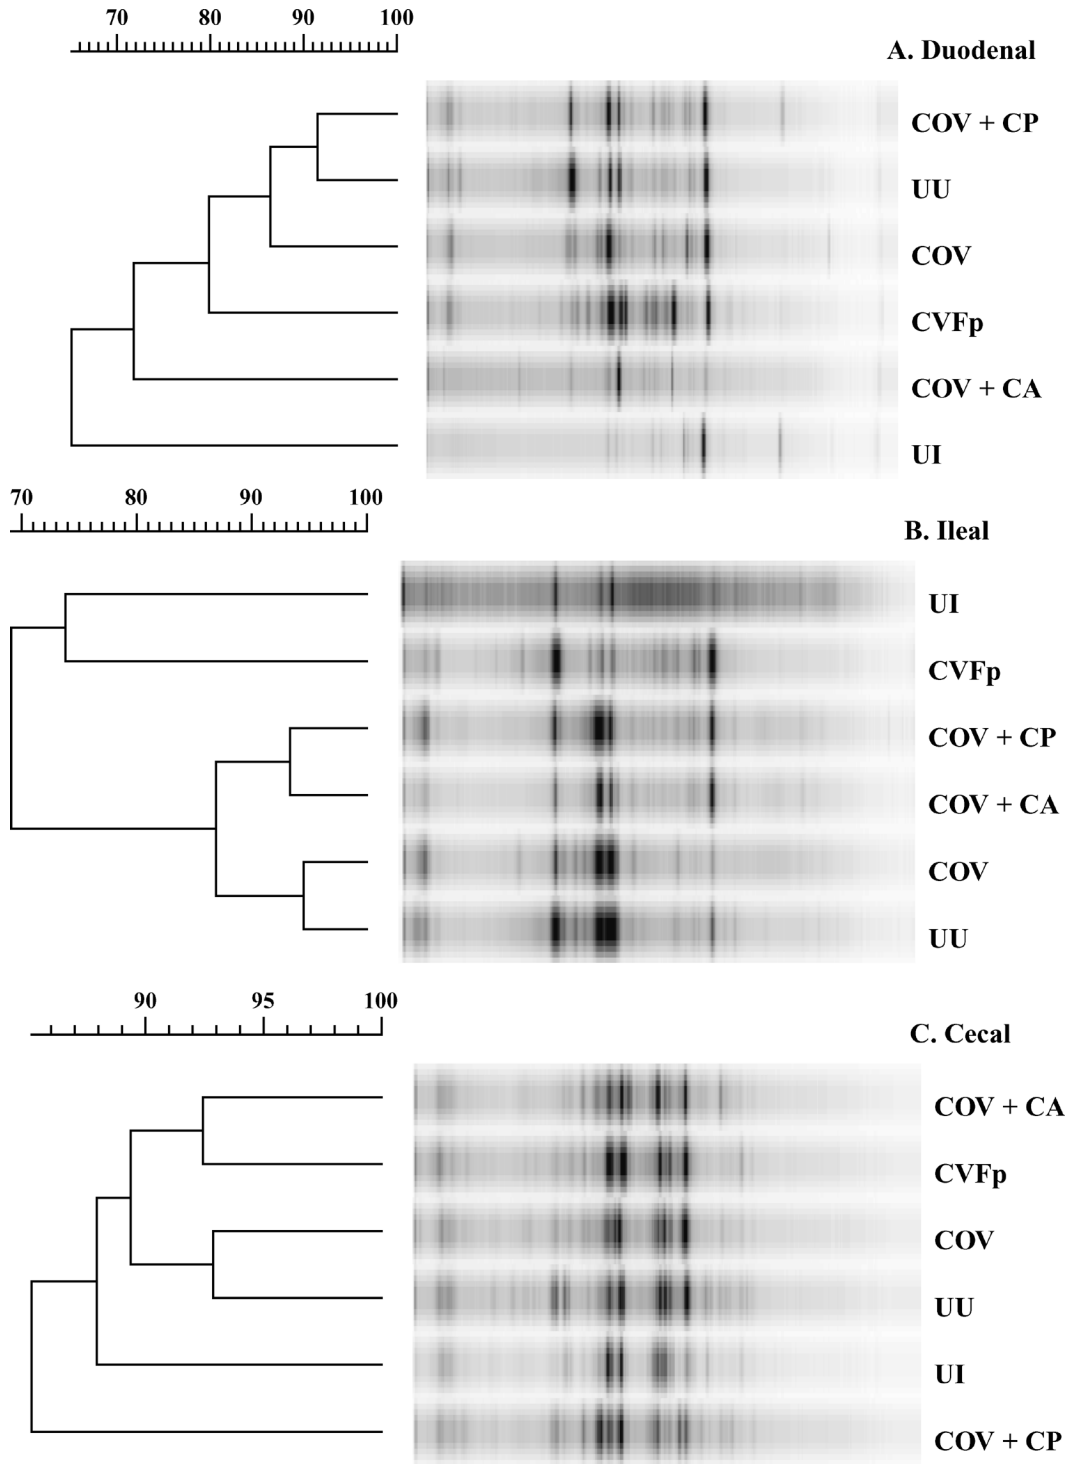 70 80 90 100
A. Duodenal
COV + CP
UU
COV
CVFp
COV + CA
UI
70 80 90 100
B. Ileal
UI
CVFp
COV + CP
COV + CA
COV
UU
90 95 100
C. Cecal
COV + CA
CVFp
COV
UU
UI
COV + CP